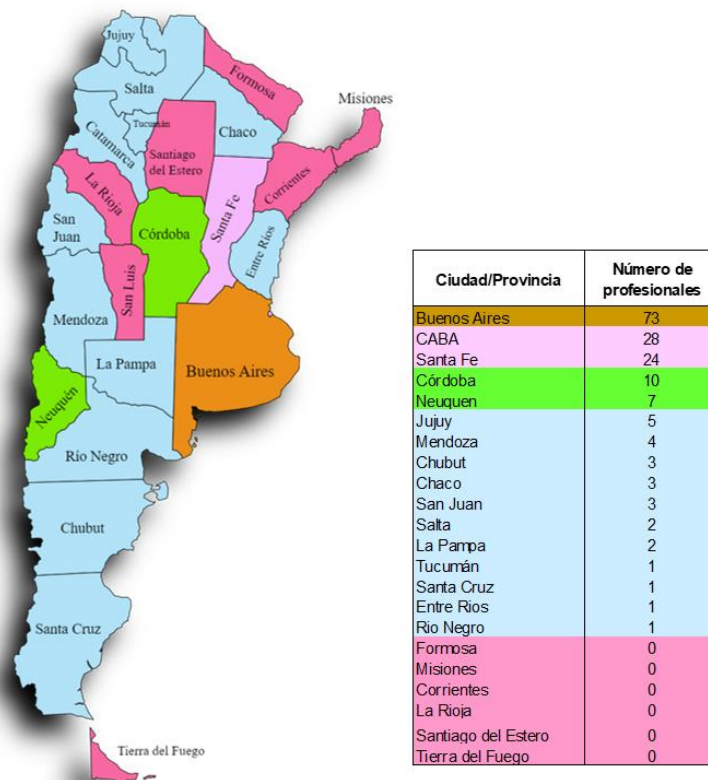 Jujuy
Formosa
Salta
Misiones
Tucumán
Chaco
Catamarca
Santiago
del Estero
La Rioja
Corrientes
Santa Fe
San
Juan
Córdoba
Entre Ríos
San Luis
Mendoza
La Pampa
Buenos Aires
Neuquén
Río Negro
Chubut
Santa Cruz
Tierra del Fuego
Ciudad/Provincia Número de profesionales
Buenos Aires 73
CABA 28
Santa Fe 24
Córdoba 10
Neuquen 7
Jujuy 5
Mendoza 4
Chubut 3
Chaco 3
San Juan 3
Salta 2
La Pampa 2
Tucumán 1
Santa Cruz 1
Entre Rios 1
Rio Negro 1
Formosa 0
Misiones 0
Corrientes 0
La Rioja 0
Santiago del Estero 0
Tierra del Fuego 0